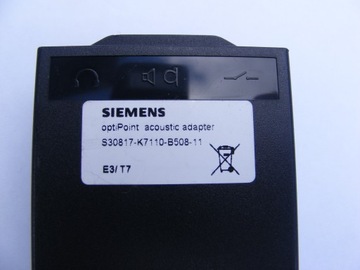 SIEMENS
optiPoint acoustic adapter
S30817-K7110-B508-11
E3/ T7